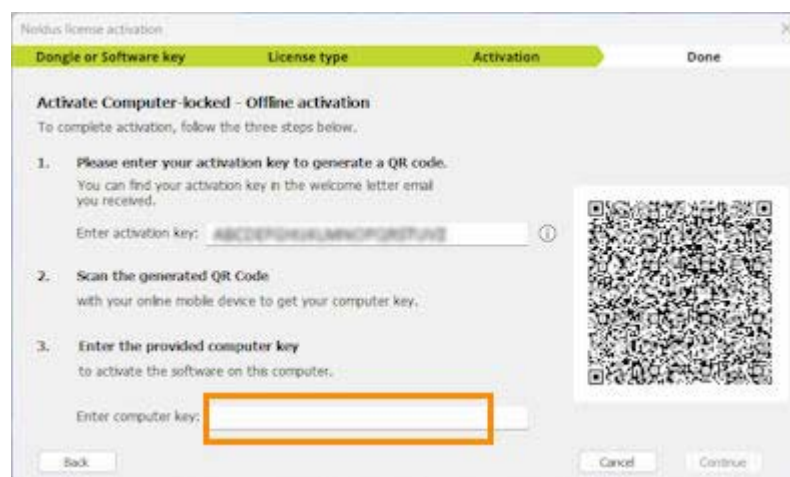 Noldus license activation
Dongle or Software key License type Activation Done
Activate Computer-locked - Offline activation
To complete activation, follow the three steps below.
1. Please enter your activation key to generate a QR code.
You can find your activation key in the welcome letter email
you received.
Enter activation key:
2. Scan the generated QR Code
with your online mobile device to get your computer key.
3. Enter the provided computer key
to activate the software on this computer.
Enter computer key:
Back Cancel Continue